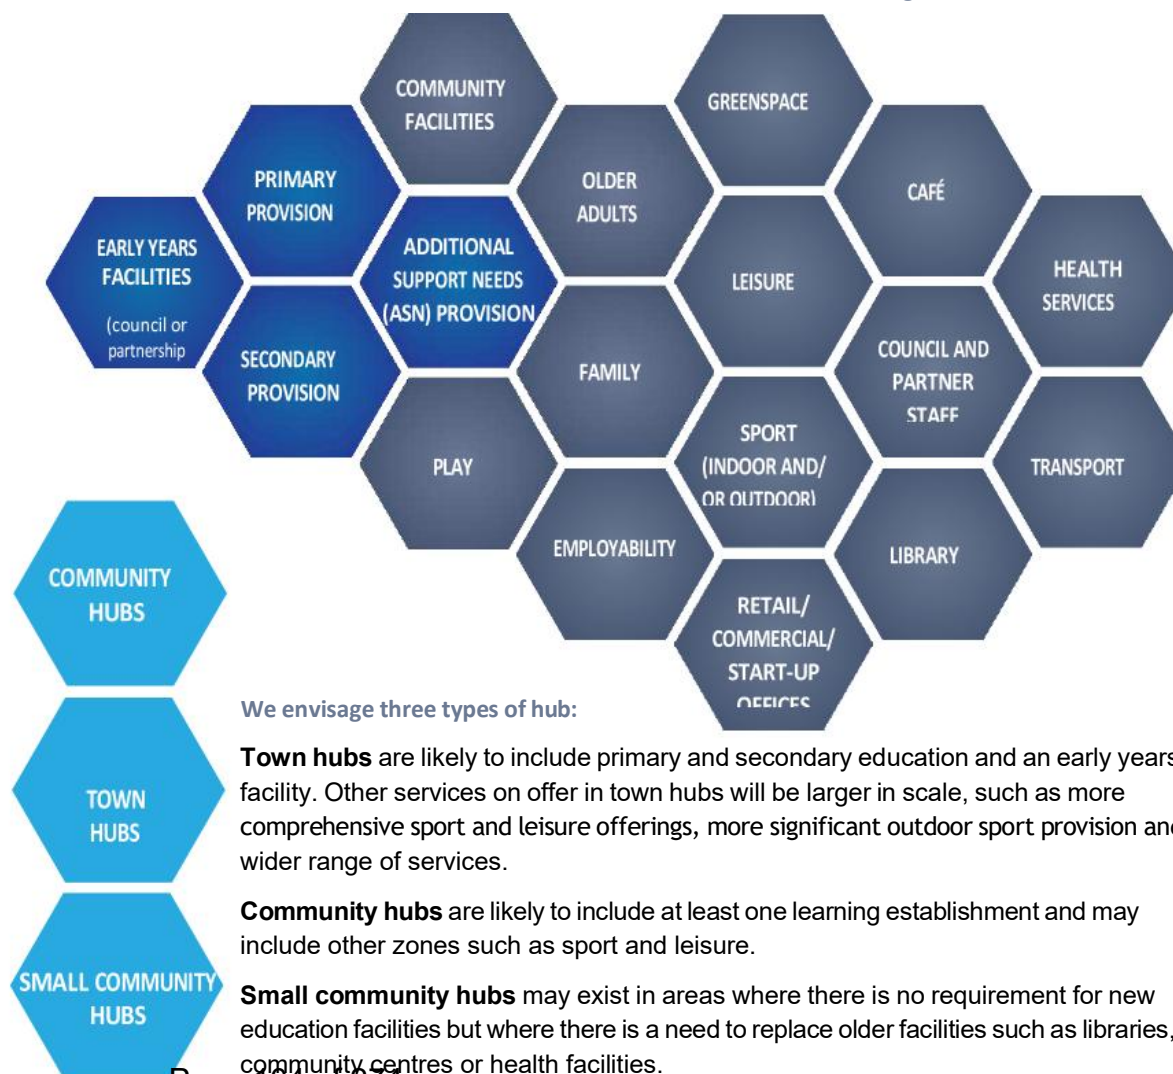 COMMUNITY
FACILITIES
GREENSPACE
PRIMARY
PROVISION
OLDER
ADULTS
CAFÉ
EARLY YEARS
FACILITIES
(council or
partnership
ADDITIONAL
SUPPORT NEEDS
(ASN) PROVISION
LEISURE
HEALTH
SERVICES
SECONDARY
PROVISION
FAMILY
COUNCIL AND
PARTNER
STAFF
PLAY
SPORT
(INDOOR AND/
OR OUTDOOR)
TRANSPORT
EMPLOYABILITY
LIBRARY
RETAIL/
COMMERCIAL/
START-UP
OFFICES
COMMUNITY
HUBS
TOWN
HUBS
SMALL COMMUNITY
HUBS
We envisage three types of hub:
Town hubs are likely to include primary and secondary education and an early years
facility. Other services on offer in town hubs will be larger in scale, such as more
comprehensive sport and leisure offerings, more significant outdoor sport provision and
wider range of services.
Community hubs are likely to include at least one learning establishment and may
include other zones such as sport and leisure.
Small community hubs may exist in areas where there is no requirement for new
education facilities but where there is a need to replace older facilities such as libraries,
community centres or health facilities.